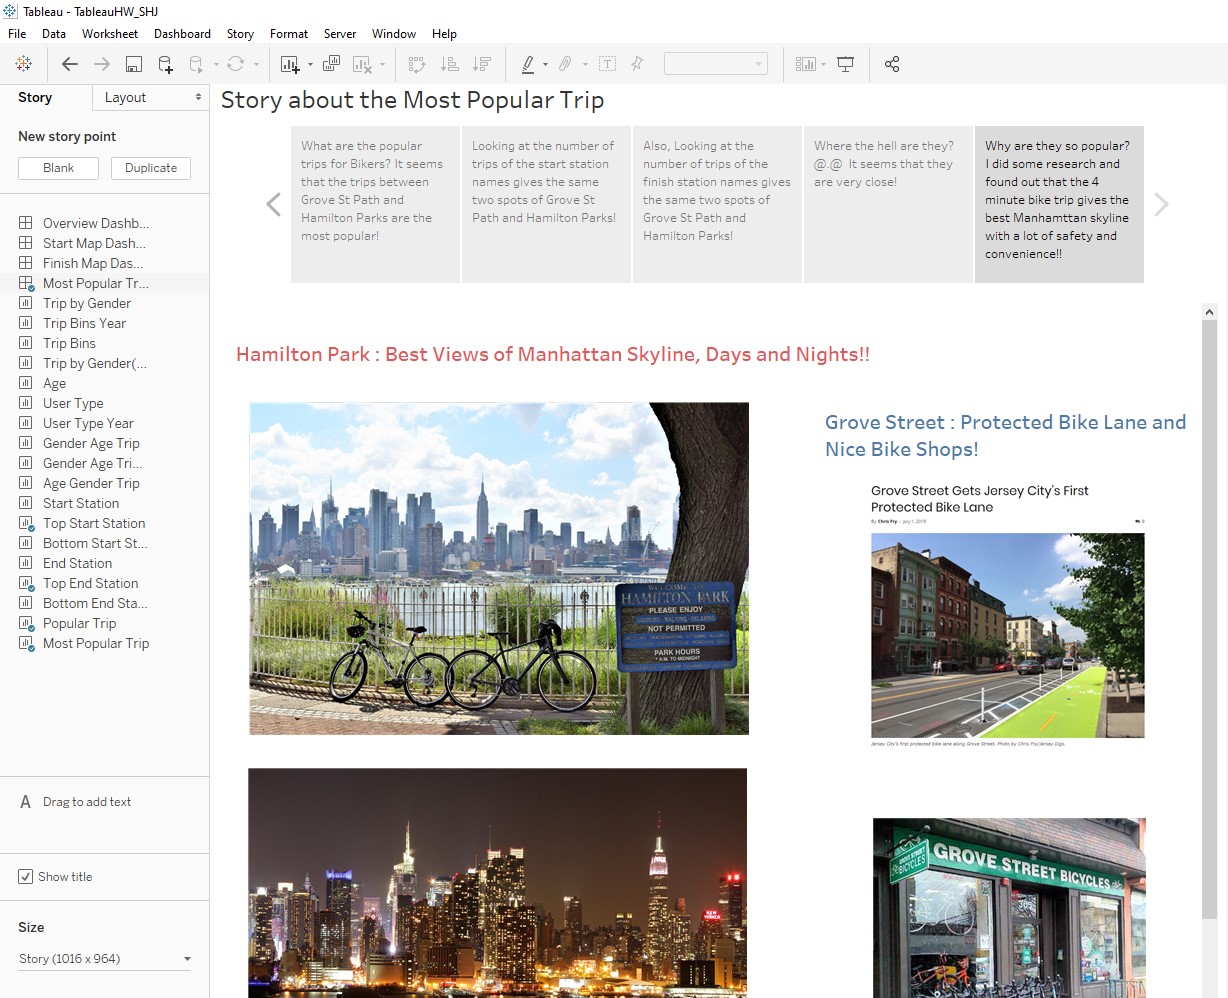 Tableau - TableauHW_SHJ
File Data Worksheet Dashboard Story Format Server Window Help
Story Layout
New story point
Blank Duplicate
Overview Dashb...
Start Map Dash...
Finish Map Das...
Most Popular Tr...
Trip by Gender
Trip Bins Year
Trip Bins
Trip by Gender(...
Age
User Type
User Type Year
Gender Age Trip
Gender Age Tri...
Age Gender Trip
Start Station
Top Start Station
Bottom Start St...
End Station
Top End Station
Bottom End Sta...
Popular Trip
Most Popular Trip
A Drag to add text
Show title
Size
Story (1016 x 964)
Story about the Most Popular Trip
What are the popular
trips for Bikers? It seems
that the trips between
Grove St Path and
Hamilton Parks are the
most popular!
Looking at the number of
trips of the start station
names gives the same
two spots of Grove St
Path and Hamilton Parks!
Also, Looking at the
number of trips of the
finish station names gives
the same two spots of
Grove St Path and
Hamilton Parks!
Where the hell are they?
@.@ It seems that they
are very close!
Why are they so popular?
I did some research and
found out that the 4
minute bike trip gives the
best Manhamttan skyline
with a lot of safety and
convenience!!
Hamilton Park : Best Views of Manhattan Skyline, Days and Nights!!
WELCOME TO
HAMILTON PARK
PLEASE ENJOY
LOOKING - WALKING - RELAXING
NOT PERMITTED
PARK HOURS
7 A.M. TO MIDNIGHT
NEW YORKER
Grove Street : Protected Bike Lane and
Nice Bike Shops!
Grove Street Gets Jersey City's First
Protected Bike Lane
By Chris Fry - July 1, 2019
Jersey City's first protected bike lane along Grove Street. Photo by Chris Fry/Jersey Digs.
GROVE STREET
BICYCLES
GROVE STREET BICYCLES
365